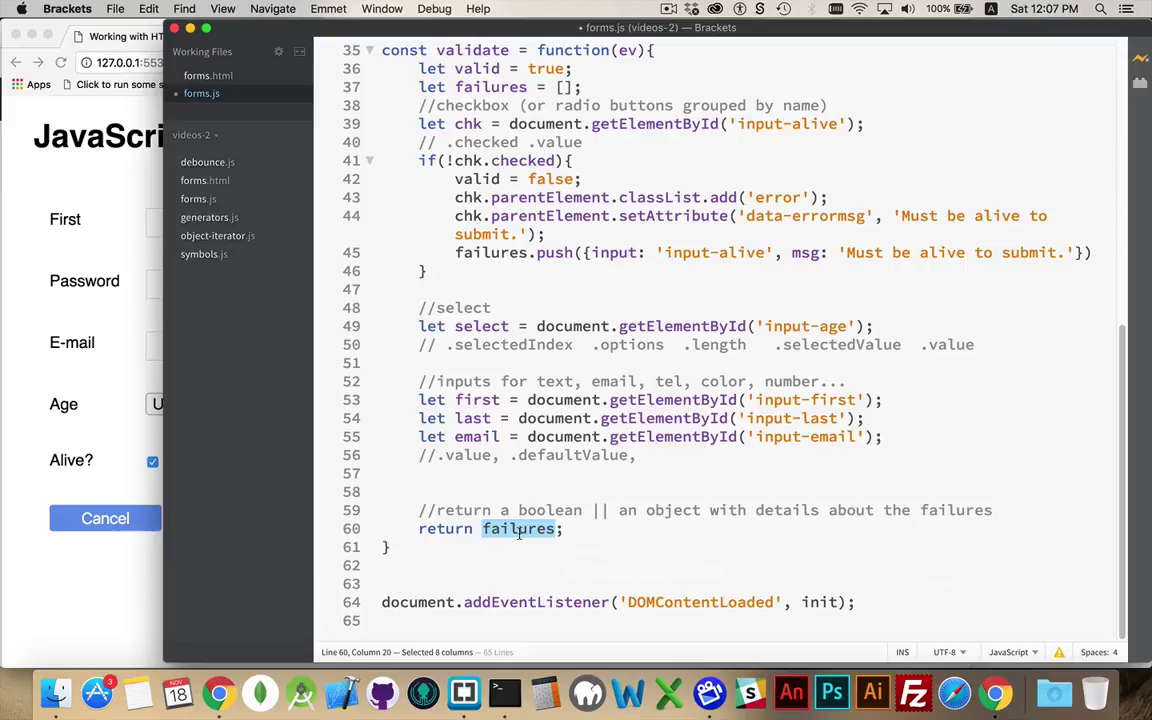 Brackets File Edit Find View Navigate Emmet Window Debug Help 100% A Sat 12:07 PM
forms.js (videos-2) — Brackets
Working with HT
127.0.0.1:553
Apps Click to run some
JavaScri
First
Password
E-mail
Age U
Alive?
Cancel
Working Files
forms.html
• forms.js
videos-2
debounce.js
forms.html
forms.js
generators.js
object-iterator.js
symbols.js
35 const validate = function(ev){
36 let valid = true;
37 let failures = [];
38 //checkbox (or radio buttons grouped by name)
39 let chk = document.getElementById('input-alive');
40 // .checked .value
41 if(!chk.checked){
42 valid = false;
43 chk.parentElement.classList.add('error');
44 chk.parentElement.setAttribute('data-errormsg', 'Must be alive to
submit.');
45 failures.push({input: 'input-alive', msg: 'Must be alive to submit.'})
46 }
47
48 //select
49 let select = document.getElementById('input-age');
50 // .selectedIndex .options .length .selectedValue .value
51
52 //inputs for text, email, tel, color, number...
53 let first = document.getElementById('input-first');
54 let last = document.getElementById('input-last');
55 let email = document.getElementById('input-email');
56 //.value, .defaultValue,
57
58
59 //return a boolean || an object with details about the failures
60 return failures;
61 }
62
63
64 document.addEventListener('DOMContentLoaded', init);
65
Line 60, Column 20 — Selected 8 columns — 65 Lines
INS UTF-8 JavaScript Spaces: 4
3
NOV
18
W
X
S
An
Ps
Ai
Fz